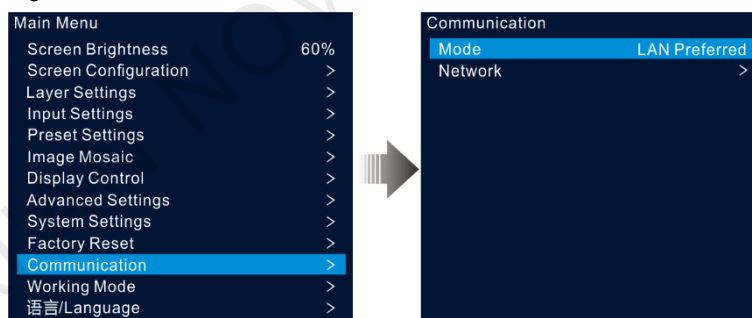 Main Menu
Screen Brightness 60%
Screen Configuration >
Layer Settings >
Input Settings >
Preset Settings >
Image Mosaic >
Display Control >
Advanced Settings >
System Settings >
Factory Reset >
Communication >
Working Mode >
语言/Language >
Communication
Mode LAN Preferred
Network >